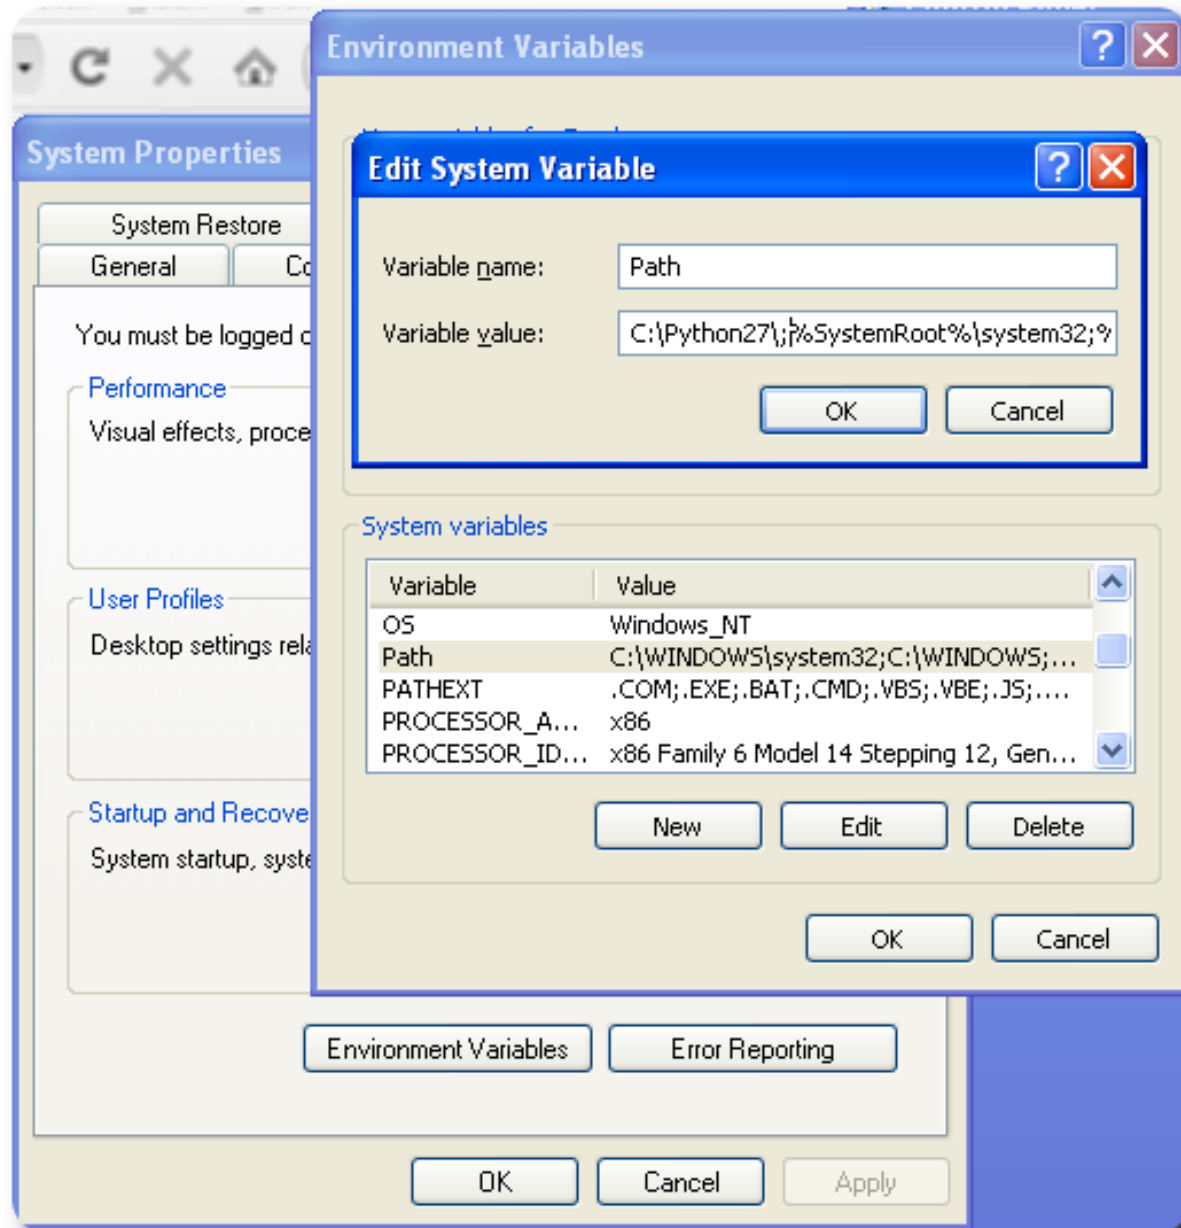 Environment Variables
System Properties
Edit System Variable
System Restore
General
Variable name:
Path
You must be logged
Variable value:
C:\Python27\;%SystemRoot%\system32;%
Performance
OK
Cancel
Visual effects,
System variables
Variable
Value
User Profiles
OS
Windows_NT
Desktop settings
Path
C:\WINDOWS\system32;C:\WINDOWS;...
PATHEXT
.COM;.EXE;.BAT;.CMD;.VBS;.VBE;.JS;....
PROCESSOR_A...
x86
PROCESSOR_ID...
x86 Family 6 Model 14 Stepping 12, Gen...
Startup and
New
Edit
Delete
System startup,
OK
Cancel
Environment Variables
Error Reporting
OK
Cancel
Apply